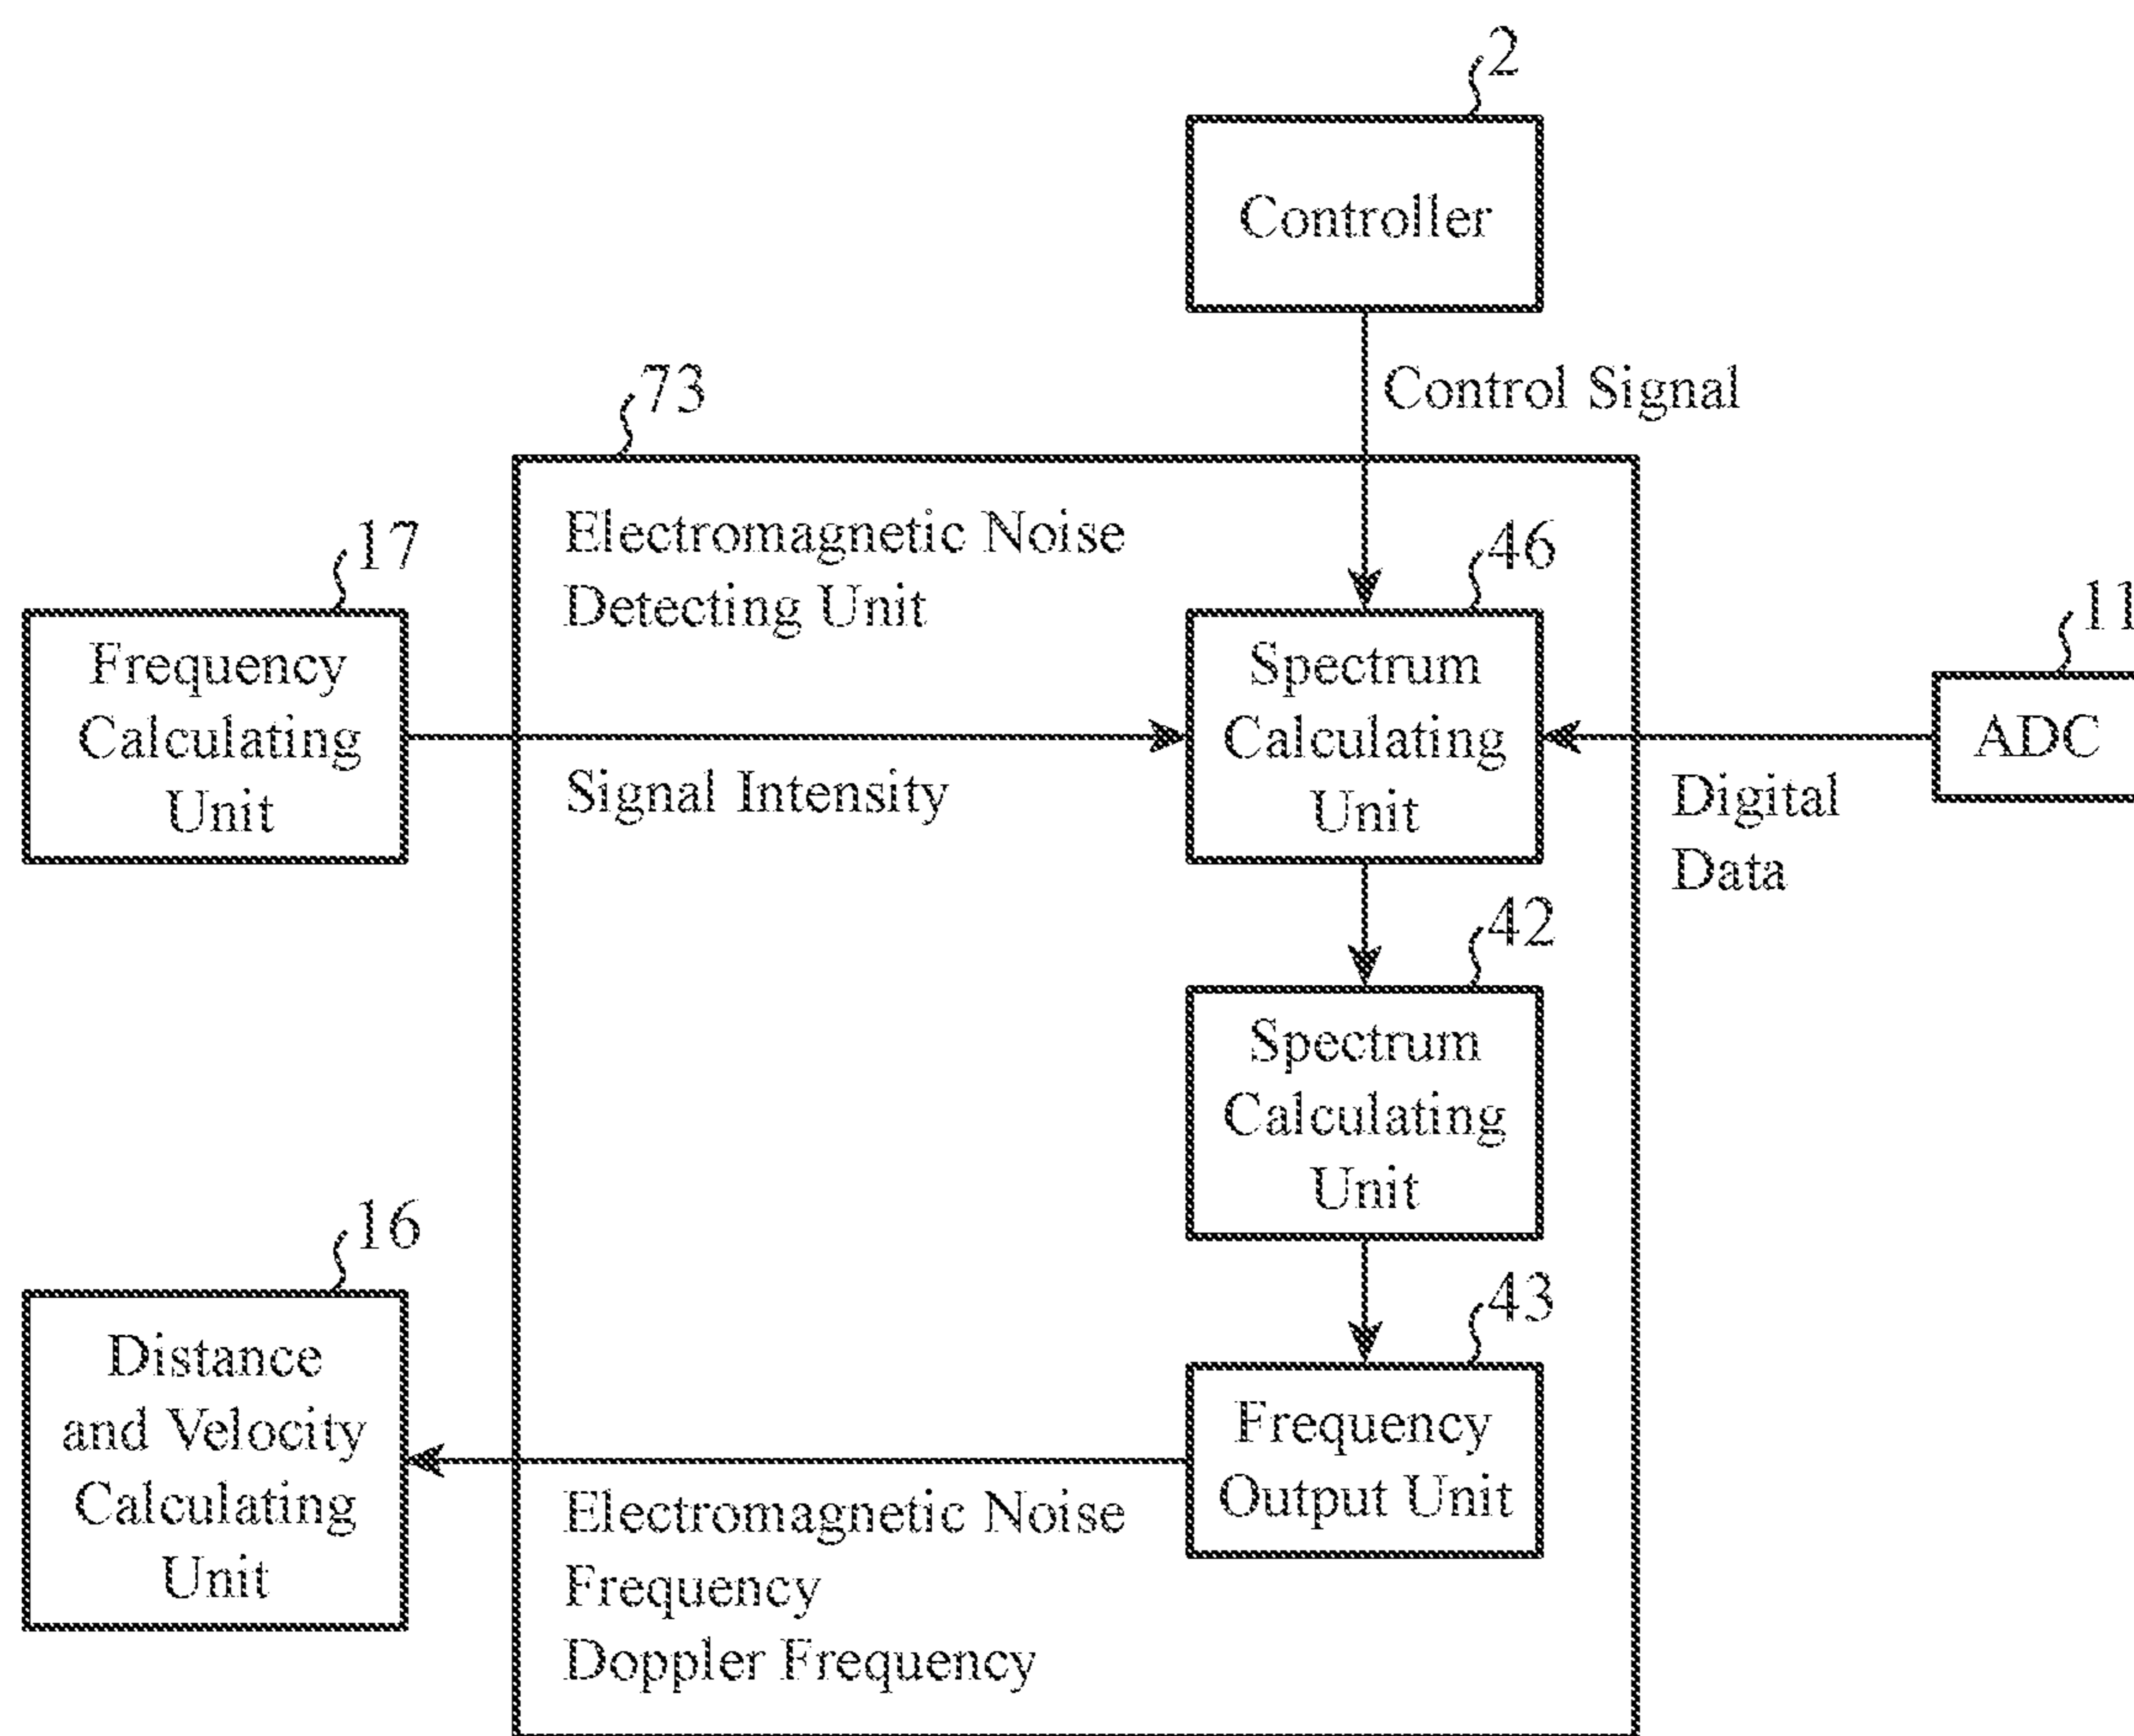 2
Controller
Control Signal
73
Electromagnetic Noise
Detecting Unit
17
Frequency
Calculating
Unit
Signal Intensity
46
Spectrum
Calculating
Unit
11
ADC
Digital
Data
42
Spectrum
Calculating
Unit
16
Distance
and Velocity
Calculating
Unit
43
Frequency
Output Unit
Electromagnetic Noise
Frequency
Doppler Frequency